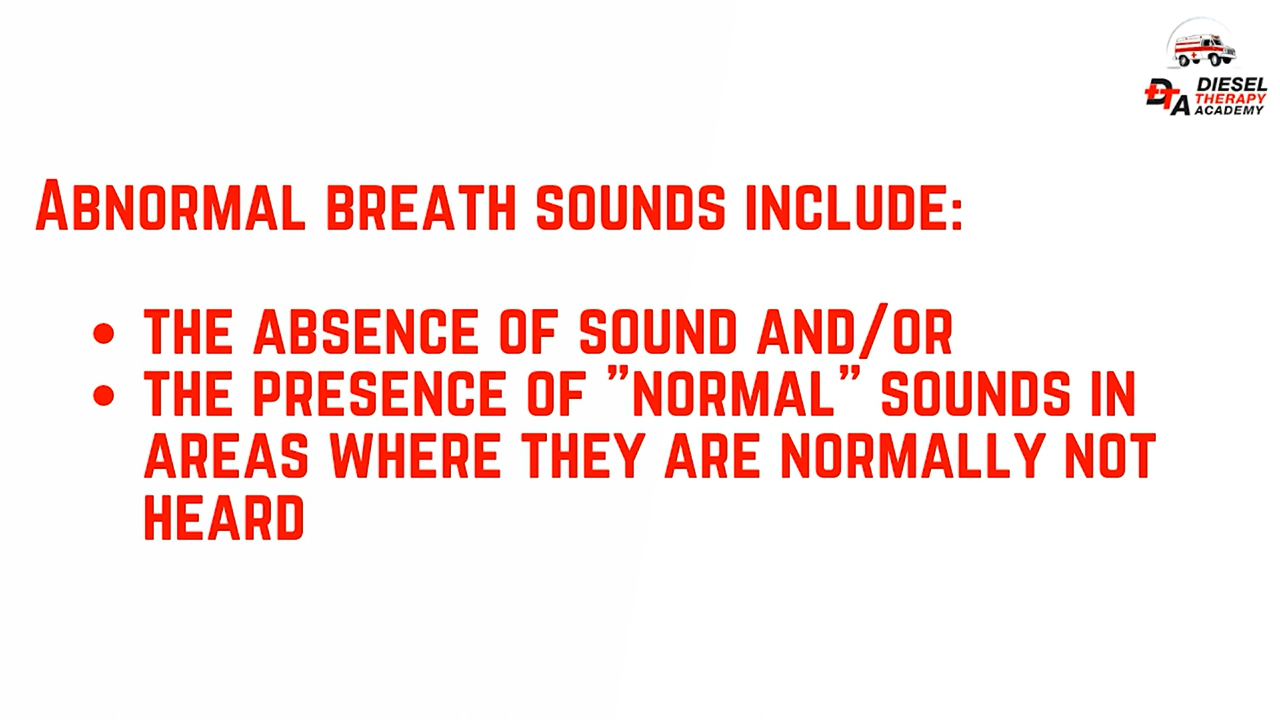 DIESEL
THERAPY
DTA ACADEMY
ABNORMAL BREATH SOUNDS INCLUDE:
• THE ABSENCE OF SOUND AND/OR
• THE PRESENCE OF ”NORMAL” SOUNDS IN
AREAS WHERE THEY ARE NORMALLY NOT
HEARD